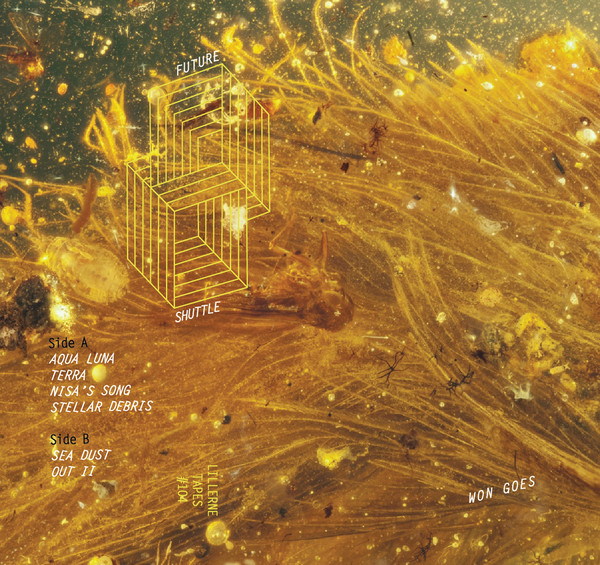 FUTURE
SHUTTLE
Side A
AQUA LUNA
TERRA
NISA'S SONG
STELLAR DEBRIS
Side B
SEA DUST
OUT II
LILLERNE
TAPES
#104
WON GOES